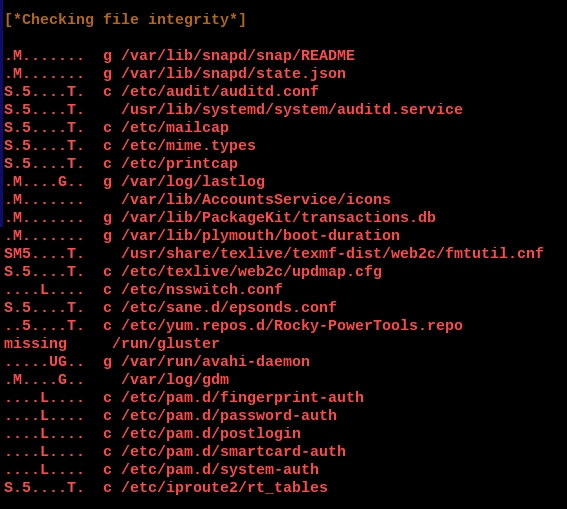 [*Checking file integrity*]
.M.......  g /var/lib/snapd/snap/README
.M.......  g /var/lib/snapd/state.json
S.5....T.  c /etc/audit/auditd.conf
S.5....T.    /usr/lib/systemd/system/auditd.service
S.5....T.  c /etc/mailcap
S.5....T.  c /etc/mime.types
S.5....T.  c /etc/printcap
.M....G..  g /var/log/lastlog
.M.......    /var/lib/AccountsService/icons
.M.......  g /var/lib/PackageKit/transactions.db
.M.......  g /var/lib/plymouth/boot-duration
SM5....T.    /usr/share/texlive/texmf-dist/web2c/fmtutil.cnf
S.5....T.  c /etc/texlive/web2c/updmap.cfg
....L....  c /etc/nsswitch.conf
S.5....T.  c /etc/sane.d/epsonds.conf
..5....T.  c /etc/yum.repos.d/Rocky-PowerTools.repo
missing     /run/gluster
.....UG..  g /var/run/avahi-daemon
.M....G..    /var/log/gdm
....L....  c /etc/pam.d/fingerprint-auth
....L....  c /etc/pam.d/password-auth
....L....  c /etc/pam.d/postlogin
....L....  c /etc/pam.d/smartcard-auth
....L....  c /etc/pam.d/system-auth
S.5....T.  c /etc/iproute2/rt_tables